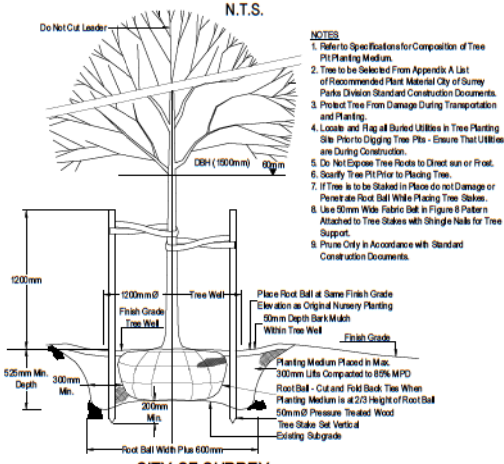 N.T.S.
Do Not Cut Leader
DBH (1500mm)
60mm
NOTES
1. Refer to Specifications for Composition of Tree
Pit Planting Medium.
2. Tree to be Selected From Appendix A List
of Recommended Plant Material City of Surrey
Parks Division Standard Construction Documents.
3. Protect Tree From Damage During Transportation
and Planting.
4. Locate and Flag all Buried Utilities in Tree Planting
Site Prior to Digging Tree Pits - Ensure That Utilities
are During Construction.
5. Do Not Expose Tree Roots to Direct sun or Frost.
6. Scarify Tree Pit Prior to Placing Tree.
7. If Tree is to be Staked in Place do not Damage or
Penetrate Root Ball While Placing Tree Stakes.
8. Use 50mm Wide Fabric Belt in Figure 8 Pattern
Attached to Tree Stakes with Shingle Nails for Tree
Support.
9. Prune Only in Accordance with Standard
Construction Documents.
1200mm
1200mm Ø Tree Well
Finish Grade
Tree Well
Place Root Ball at Same Finish Grade
Elevation as Original Nursery Planting
50mm Depth Bark Mulch
Within Tree Well
Finish Grade
525mm Min.
Depth
300mm
Min.
200mm
Min.
Planting Medium Placed in Max.
300mm Lifts Compacted to 85% MPD
Root Ball - Cut and Fold Back Ties When
Planting Medium is at 2/3 Height of Root Ball
50mm Ø Pressure Treated Wood
Tree Stake Set Vertical
Existing Subgrade
Root Ball Width Plus 600mm